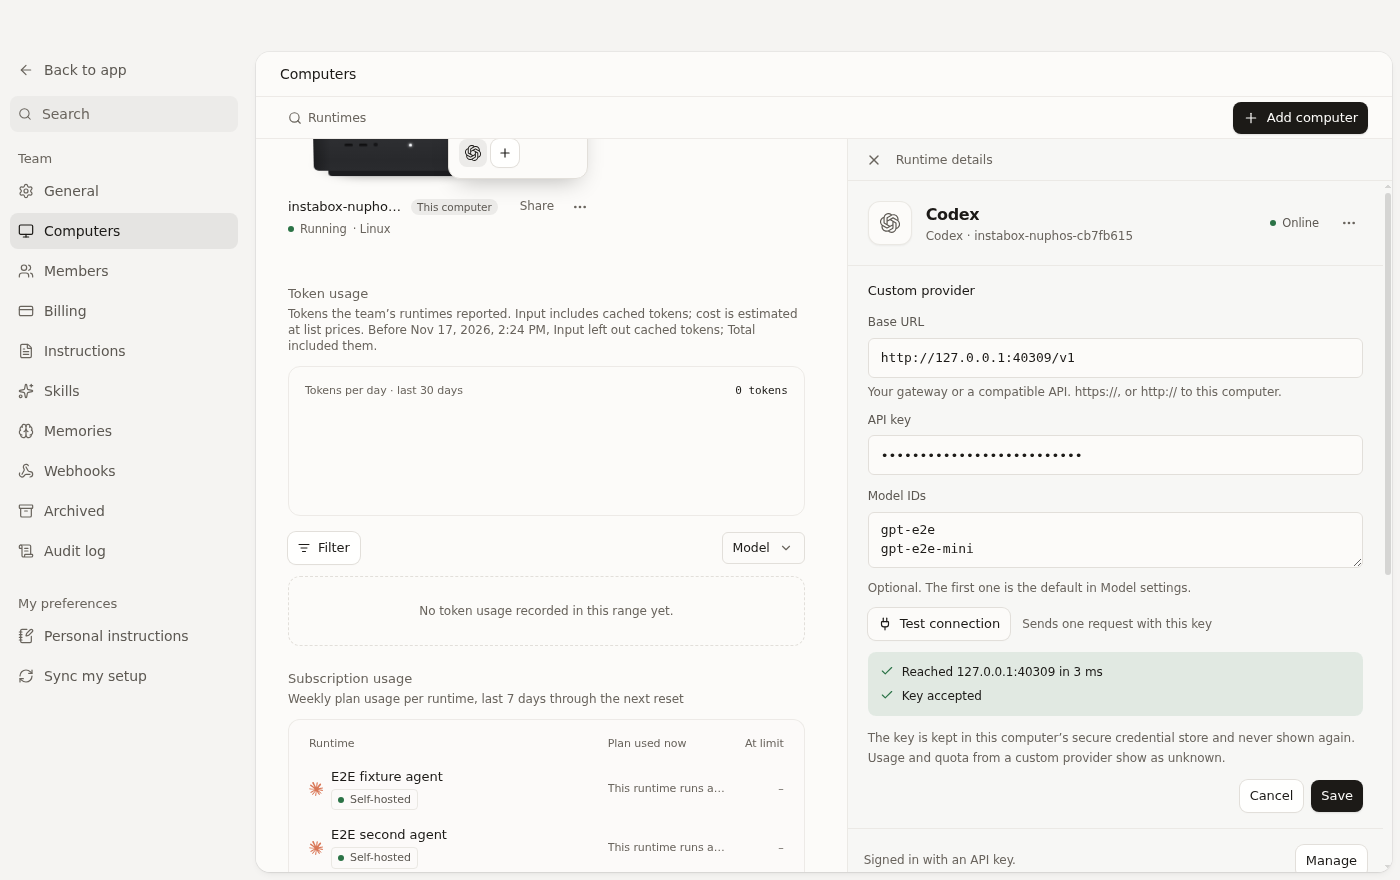 Back to app
Search
Team
General
Computers
Members
Billing
Instructions
Skills
Memories
Webhooks
Archived
Audit log
My preferences
Personal instructions
Sync my setup
Computers
Runtimes
Add computer
instabox-nupho…
This computer
Share
Running · Linux
Token usage
Tokens the team’s runtimes reported. Input includes cached tokens; cost is estimated
at list prices. Before Nov 17, 2026, 2:24 PM, Input left out cached tokens; Total
included them.
Tokens per day · last 30 days
0 tokens
Filter
Model
No token usage recorded in this range yet.
Subscription usage
Weekly plan usage per runtime, last 7 days through the next reset
Runtime
Plan used now
At limit
E2E fixture agent
Self-hosted
This runtime runs a…
–
E2E second agent
Self-hosted
This runtime runs a…
–
Runtime details
Codex
Codex · instabox-nuphos-cb7fb615
Online
Custom provider
Base URL
http://127.0.0.1:40309/v1
Your gateway or a compatible API. https://, or http:// to this computer.
API key
••••••••••••••••••••••••••
Model IDs
gpt-e2e
gpt-e2e-mini
Optional. The first one is the default in Model settings.
Test connection
Sends one request with this key
Reached 127.0.0.1:40309 in 3 ms
Key accepted
The key is kept in this computer’s secure credential store and never shown again.
Usage and quota from a custom provider show as unknown.
Cancel
Save
Signed in with an API key.
Manage